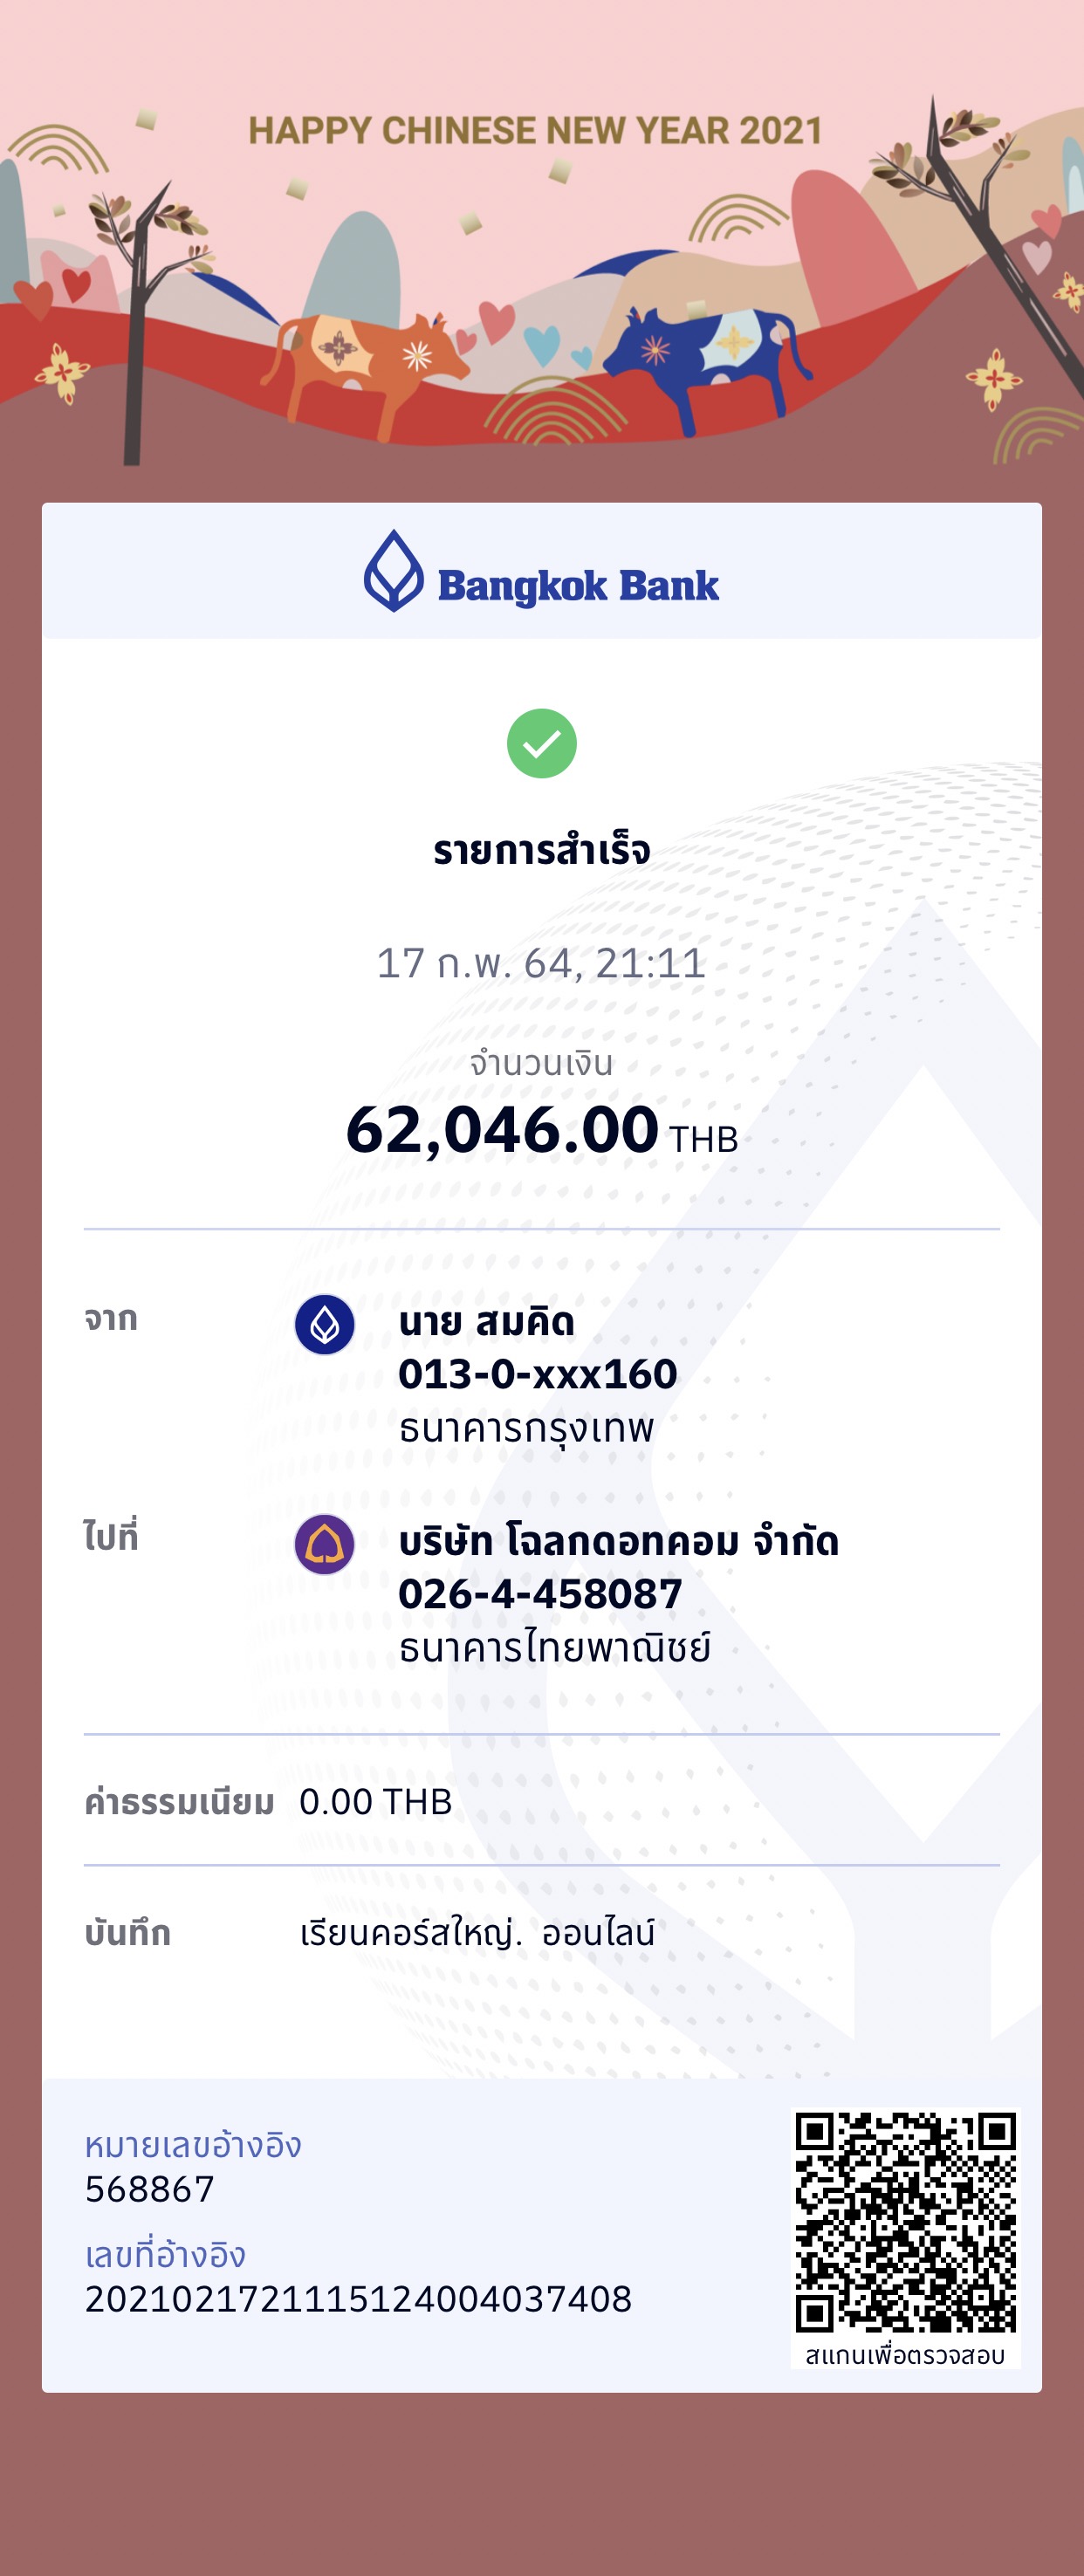 HAPPY CHINESE NEW YEAR 2021
Bangkok Bank
รายการสำเร็จ
17 ก.พ. 64, 21:11
จำนวนเงิน
62,046.00 THB
จาก
นาย สมคิด
013-0-xxx160
ธนาคารกรุงเทพ
ไปที่
บริษัท โฉลกดอทคอม จำกัด
026-4-458087
ธนาคารไทยพาณิชย์
ค่าธรรมเนียม 0.00 THB
บันทึก เรียนคอร์สใหญ่. ออนไลน์
หมายเลขอ้างอิง
568867
เลขที่อ้างอิง
2021021721115124004037408
สแกนเพื่อตรวจสอบ